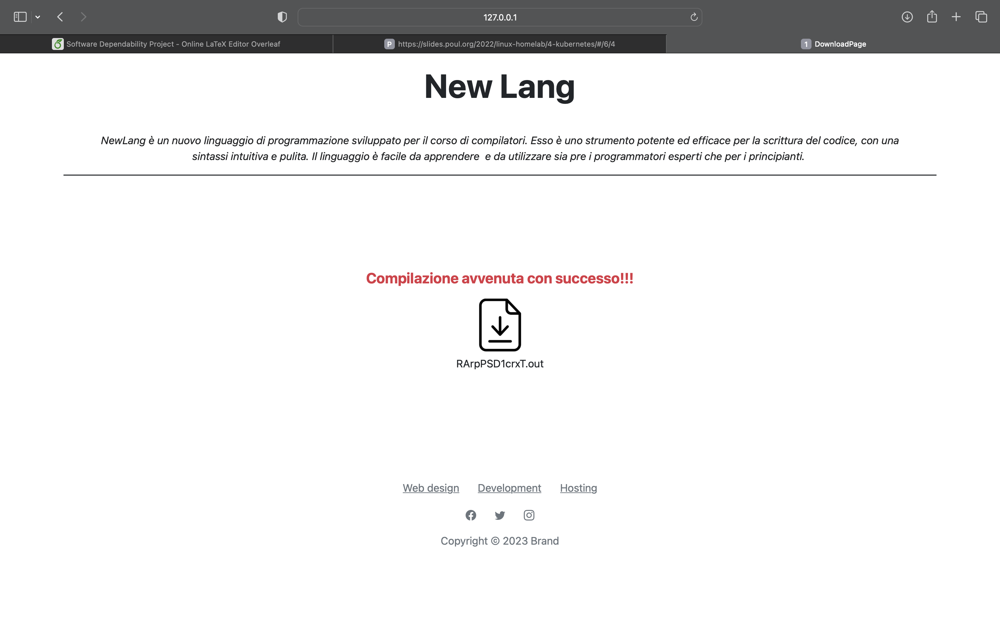 127.0.0.1
Software Dependability Project - Online LaTeX Editor Overleaf
P https://slides.poul.org/2022/linux-homelab/4-kubernetes/#/6/4
1 DownloadPage
New Lang
NewLang è un nuovo linguaggio di programmazione sviluppato per il corso di compilatori. Esso è uno strumento potente ed efficace per la scrittura del codice, con una
sintassi intuitiva e pulita. Il linguaggio è facile da apprendere  e da utilizzare sia pre i programmatori esperti che per i principianti.
Compilazione avvenuta con successo!!!
RArpPSD1crxT.out
Web design Development Hosting
Copyright © 2023 Brand